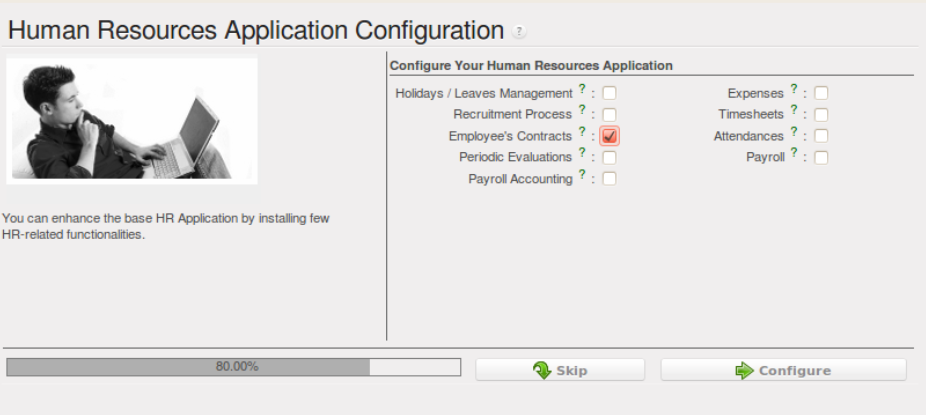 Human Resources Application Configuration ?
Configure Your Human Resources Application
Holidays / Leaves Management ? :
Expenses ? :
Recruitment Process ? :
Timesheets ? :
Employee's Contracts ? :
Attendances ? :
Periodic Evaluations ? :
Payroll ? :
Payroll Accounting ? :
You can enhance the base HR Application by installing few
HR-related functionalities.
80.00%
Skip
Configure